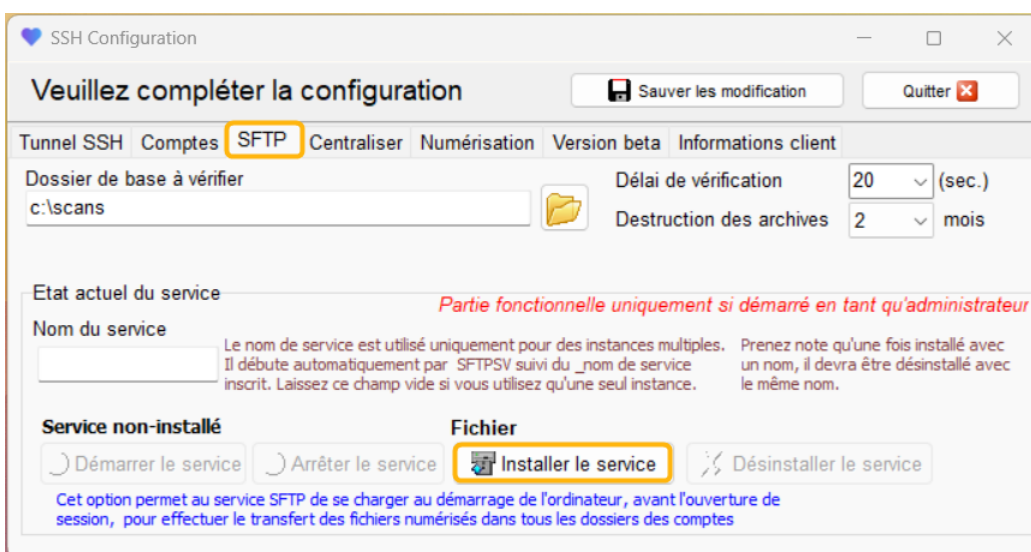 SSH Configuration
Veuillez compléter la configuration
Sauver les modification
Quitter
Tunnel SSH Comptes SFTP Centraliser Numérisation Version beta Informations client
Dossier de base à vérifier
c:\scans
Délai de vérification 20 (sec.)
Destruction des archives 2 mois
Etat actuel du service
Partie fonctionnelle uniquement si démarré en tant qu'administrateur
Nom du service
Le nom de service est utilisé uniquement pour des instances multiples.
Il débute automatiquement par SFTPSV suivi du _nom de service
inscrit. Laissez ce champ vide si vous utilisez qu'une seul instance.
Prenez note qu'une fois installé avec
un nom, il devra être désinstallé avec
le même nom.
Service non-installé
Fichier
Démarrer le service
Arrêter le service
Installer le service
Désinstaller le service
Cet option permet au service SFTP de se charger au démarrage de l'ordinateur, avant l'ouverture de
session, pour effectuer le transfert des fichiers numérisés dans tous les dossiers des comptes